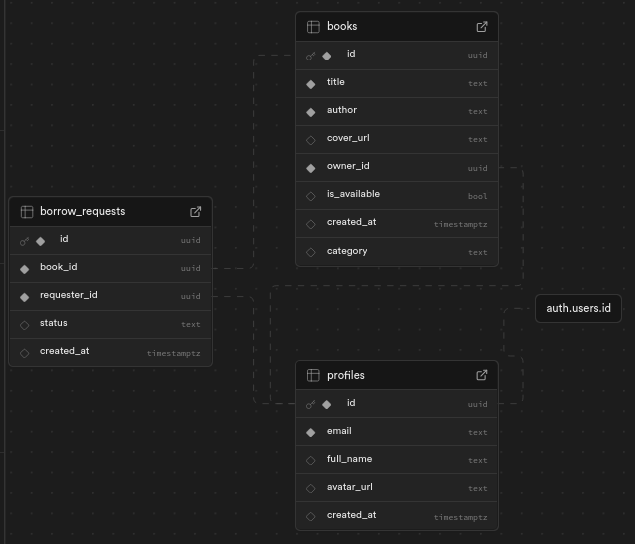 books
id uuid
title text
author text
cover_url text
owner_id uuid
is_available bool
created_at timestamptz
category text
borrow_requests
id uuid
book_id uuid
requester_id uuid
status text
created_at timestamptz
auth.users.id
profiles
id uuid
email text
full_name text
avatar_url text
created_at timestamptz